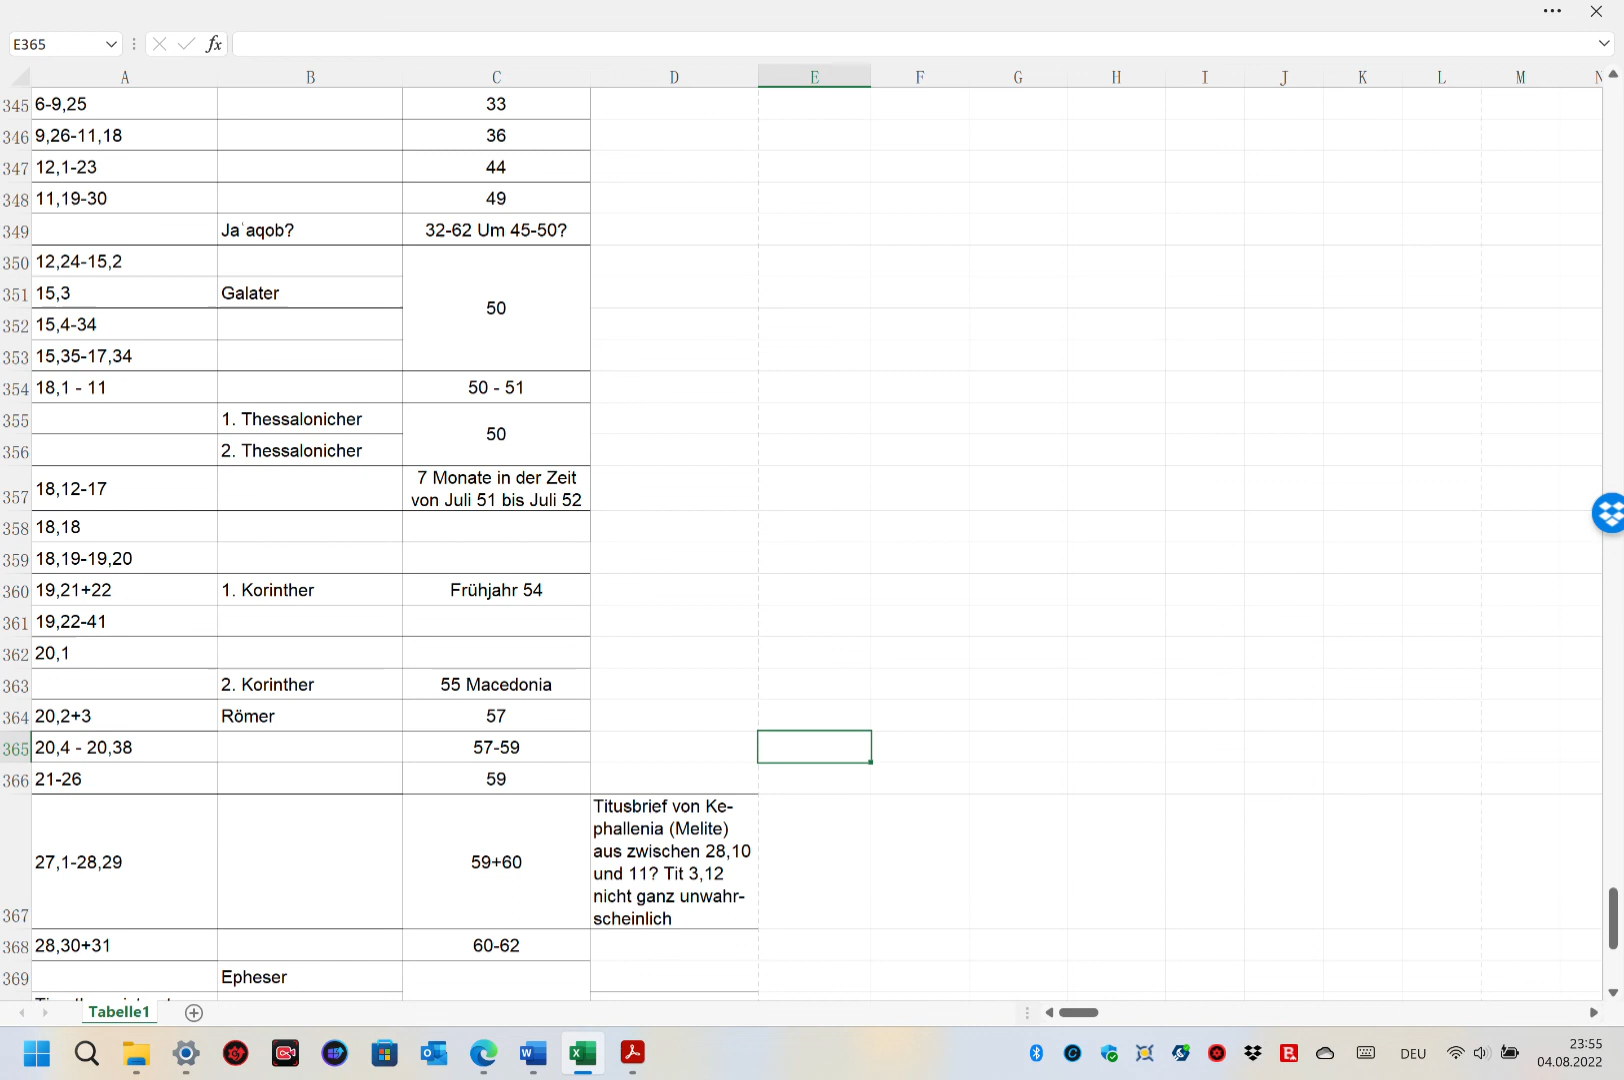 E365
fx
A B C D E F G H I J K L M N
345 6-9,25 33
346 9,26-11,18 36
347 12,1-23 44
348 11,19-30 49
349 Jaʿaqob? 32-62 Um 45-50?
350 12,24-15,2
351 15,3 Galater
50
352 15,4-34
353 15,35-17,34
354 18,1 - 11 50 - 51
355 1. Thessalonicher
50
356 2. Thessalonicher
357 18,12-17 7 Monate in der Zeit
von Juli 51 bis Juli 52
358 18,18
359 18,19-19,20
360 19,21+22 1. Korinther Frühjahr 54
361 19,22-41
362 20,1
363 2. Korinther 55 Macedonia
364 20,2+3 Römer 57
365 20,4 - 20,38 57-59
366 21-26 59
367 27,1-28,29 59+60
Titusbrief von Ke-
phallenia (Melite)
aus zwischen 28,10
und 11? Tit 3,12
nicht ganz unwahr-
scheinlich
368 28,30+31 60-62
369 Epheser
Tabelle1
DEU
23:55
04.08.2022